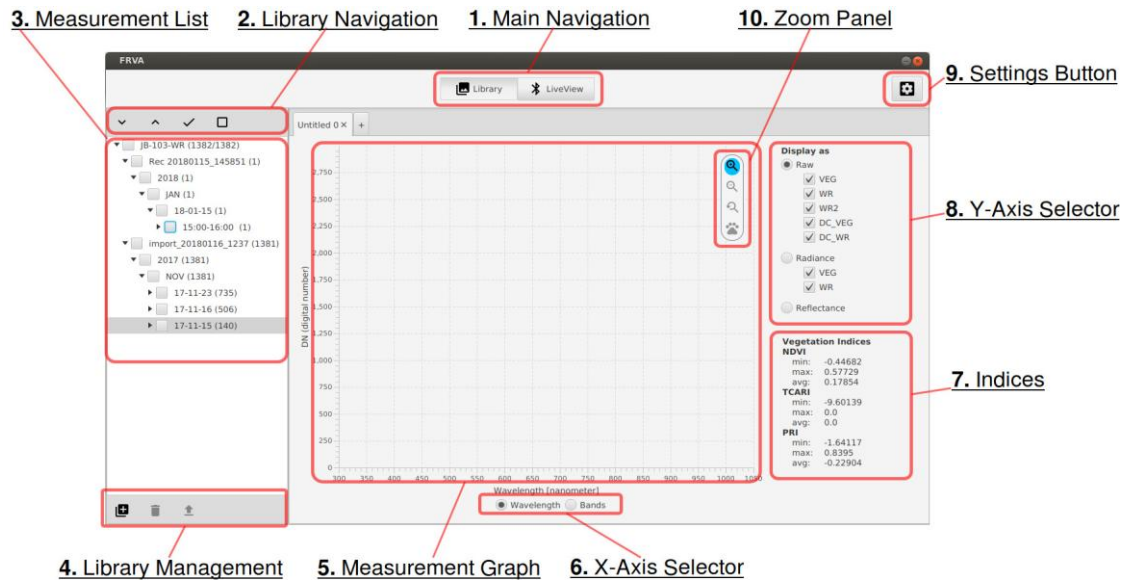 3. Measurement List
2. Library Navigation
1. Main Navigation
10. Zoom Panel
FRVA
Library
LiveView
9. Settings Button
Untitled 0 × +
JB-103-WR (1382/1382)
Rec 20180115_145851 (1)
2018 (1)
JAN (1)
18-01-15 (1)
15:00-16:00 (1)
import_20180116_1237 (1381)
2017 (1381)
NOV (1381)
17-11-23 (735)
17-11-16 (506)
17-11-15 (140)
DN (digital number)
2,750
2,500
2,250
2,000
1,750
1,500
1,250
1,000
750
500
250
0
300 350 400 450 500 550 600 650 700 750 800 850 900 950 1000 1050
Wavelength [nanometer]
Wavelength Bands
Display as
Raw
VEG
WR
WR2
DC_VEG
DC_WR
Radiance
VEG
WR
Reflectance
8. Y-Axis Selector
Vegetation Indices
NDVI
min: -0.44682
max: 0.57729
avg: 0.17854
TCARI
min: -9.60139
max: 0.0
avg: 0.0
PRI
min: -1.64117
max: 0.8395
avg: -0.22904
7. Indices
4. Library Management
5. Measurement Graph
6. X-Axis Selector